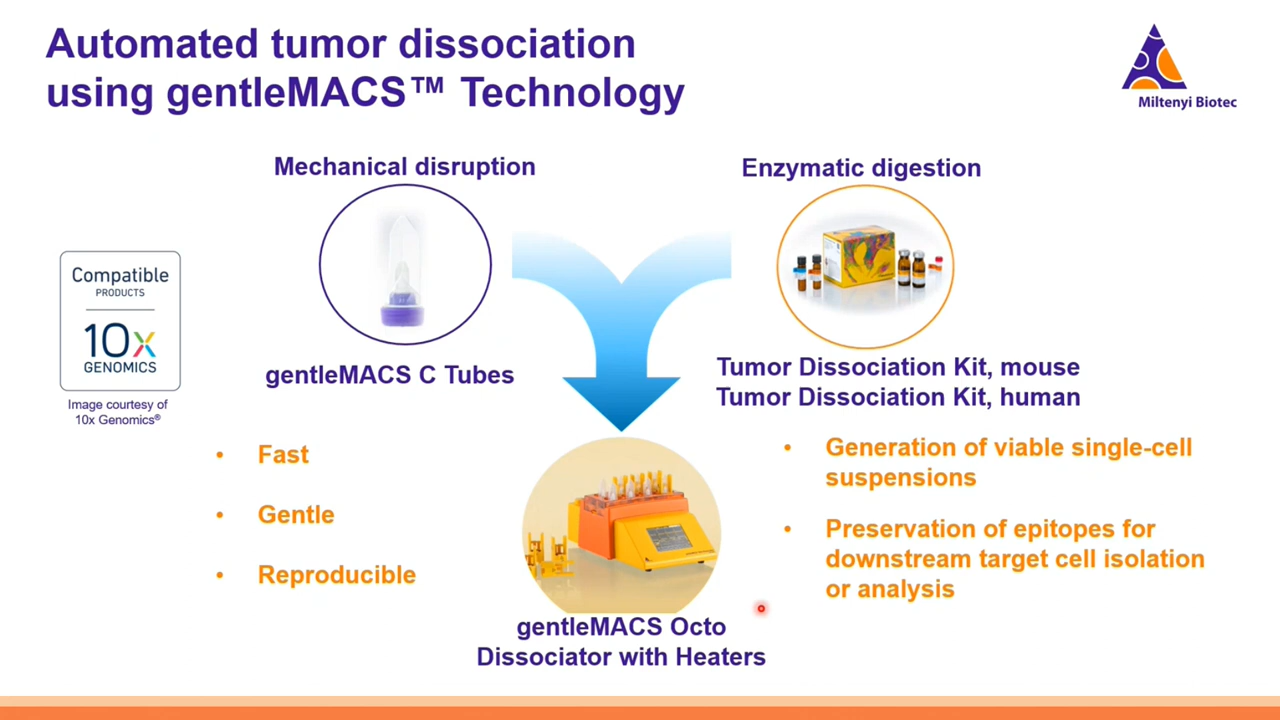 Automated tumor dissociation
using gentleMACS™ Technology
Miltenyi Biotec
Mechanical disruption
Enzymatic digestion
Compatible
PRODUCTS
10x
GENOMICS
Image courtesy of
10x Genomics®
gentleMACS C Tubes
Tumor Dissociation Kit, mouse
Tumor Dissociation Kit, human
• Fast
• Gentle
• Reproducible
• Generation of viable single-cell
suspensions
• Preservation of epitopes for
downstream target cell isolation
or analysis
gentleMACS Octo
Dissociator with Heaters